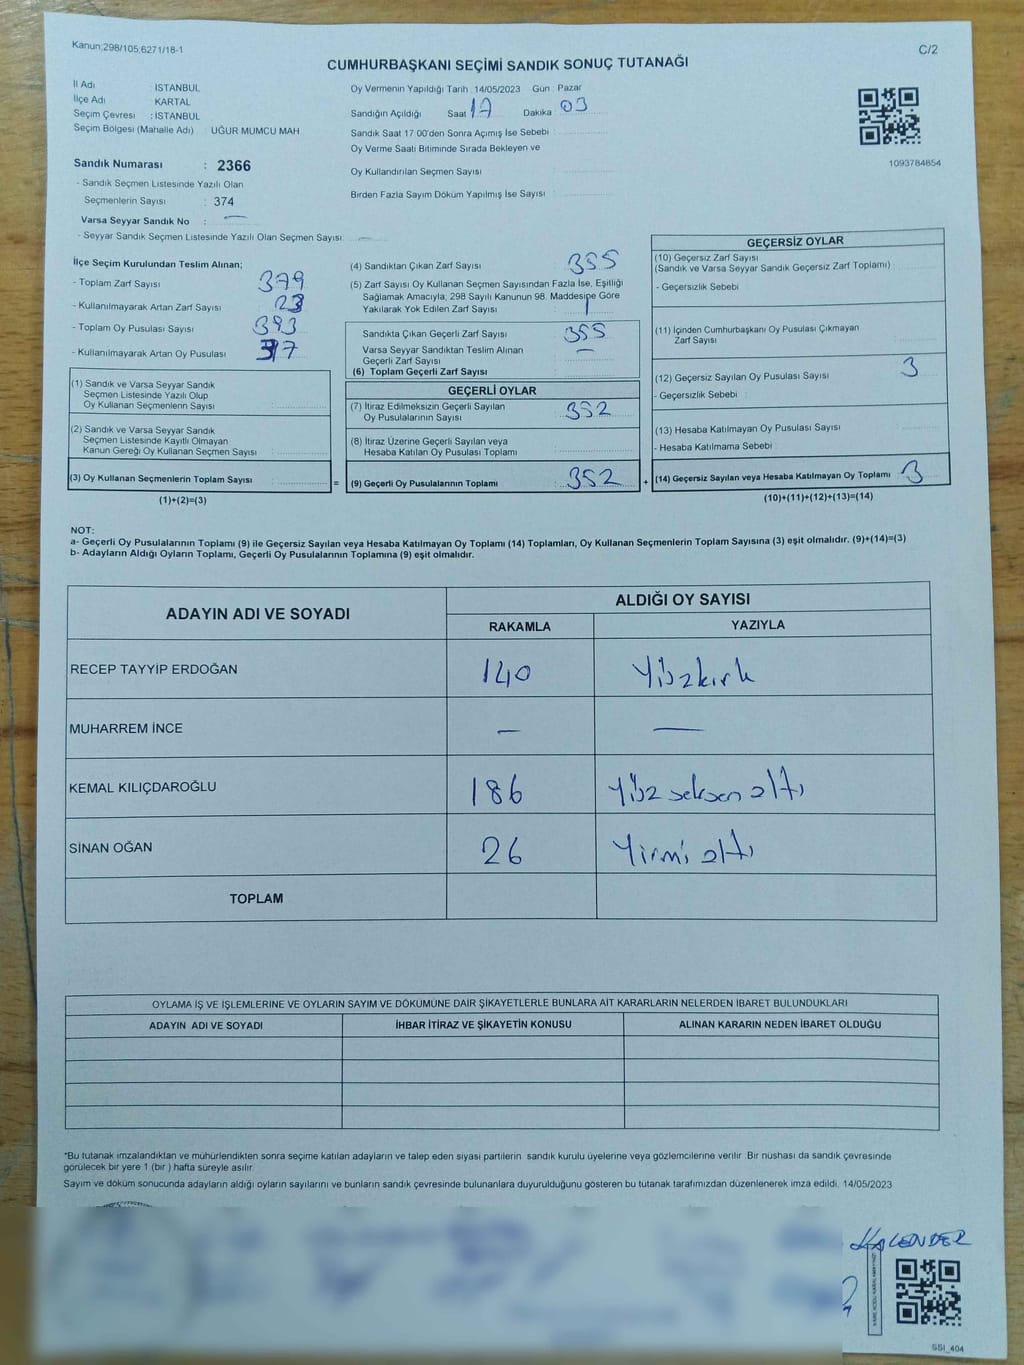 Kanun;298/105,6271/18-1
C/2
CUMHURBAŞKANI SEÇİMİ SANDIK SONUÇ TUTANAĞI
İl Adı İSTANBUL
İlçe Adı KARTAL
Seçim Çevresi : İSTANBUL
Seçim Bölgesi (Mahalle Adı) : UĞUR MUMCU MAH
Sandık Numarası : 2366
- Sandık Seçmen Listesinde Yazılı Olan
Seçmenlerin Sayısı : 374
Varsa Seyyar Sandık No : —
- Seyyar Sandık Seçmen Listesinde Yazılı Olan Seçmen Sayısı: —
Oy Vermenin Yapıldığı Tarih : 14/05/2023 Gün : Pazar
Sandığın Açıldığı Saat 17 Dakika : 03
Sandık Saat 17:00'den Sonra Açımış İse Sebebi :
Oy Verme Saati Bitiminde Sırada Bekleyen ve
Oy Kullandırılan Seçmen Sayısı :
Birden Fazla Sayım Döküm Yapılmış İse Sayısı :
1093784854
İlçe Seçim Kurulundan Teslim Alınan;
- Toplam Zarf Sayısı : 379
- Kullanılmayarak Artan Zarf Sayısı : 23
- Toplam Oy Pusulası Sayısı : 393
- Kullanılmayarak Artan Oy Pusulası :
(1) Sandık ve Varsa Seyyar Sandık
Seçmen Listesinde Yazılı Olup
Oy Kullanan Seçmenlerin Sayısı :
(2) Sandık ve Varsa Seyyar Sandık
Seçmen Listesinde Kayıtlı Olmayan
Kanun Gereği Oy Kullanan Seçmen Sayısı :
(3) Oy Kullanan Seçmenlerin Toplam Sayısı :
(1)+(2)=(3)
=
(4) Sandıktan Çıkan Zarf Sayısı : 355
(5) Zarf Sayısı Oy Kullanan Seçmen Sayısından Fazla İse, Eşitliği
Sağlamak Amacıyla, 298 Sayılı Kanunun 98. Maddesipe Göre
Yakılarak Yok Edilen Zarf Sayısı :
Sandıkta Çıkan Geçerli Zarf Sayısı : 355
Varsa Seyyar Sandıktan Teslim Alınan
Geçerli Zarf Sayısı : —
(6) Toplam Geçerli Zarf Sayısı :
GEÇERLİ OYLAR
(7) İtiraz Edilmeksizin Geçerli Sayılan
Oy Pusulalarının Sayısı : 352
(8) İtiraz Üzerine Geçerli Sayılan veya
Hesaba Katılan Oy Pusulası Toplamı :
(9) Geçerli Oy Pusulalarının Toplamı : 352
+
GEÇERSİZ OYLAR
(10) Geçersiz Zarf Sayısı :
(Sandık ve Varsa Seyyar Sandık Geçersiz Zarf Toplamı)
- Geçersizlik Sebebi :
(11) İçinden Cumhurbaşkanı Oy Pusulası Çıkmayan
Zarf Sayısı :
(12) Geçersiz Sayılan Oy Pusulası Sayısı : 3
- Geçersizlik Sebebi :
(13) Hesaba Katılmayan Oy Pusulası Sayısı :
- Hesaba Katılmama Sebebi :
(14) Geçersiz Sayılan veya Hesaba Katılmayan Oy Toplamı : 3
(10)+(11)+(12)+(13)=(14)
NOT:
a- Geçerli Oy Pusulalarının Toplamı (9) ile Geçersiz Sayılan veya Hesaba Katılmayan Oy Toplamı (14) Toplamları, Oy Kullanan Seçmenlerin Toplam Sayısına (3) eşit olmalıdır. (9)+(14)=(3)
b- Adayların Aldığı Oyların Toplamı, Geçerli Oy Pusulalarının Toplamına (9) eşit olmalıdır.
ADAYIN ADI VE SOYADI
ALDIĞI OY SAYISI
RAKAMLA YAZIYLA
RECEP TAYYİP ERDOĞAN 140 Yüzkırk
MUHARREM İNCE — —
KEMAL KILIÇDAROĞLU 186 Yüz seksen altı
SİNAN OĞAN 26 Yirmi altı
TOPLAM
OYLAMA İŞ VE İŞLEMLERİNE VE OYLARIN SAYIM VE DÖKÜMÜNE DAİR ŞİKAYETLERLE BUNLARA AİT KARARLARIN NELERDEN İBARET BULUNDUKLARI
ADAYIN ADI VE SOYADI İHBAR İTİRAZ VE ŞİKAYETİN KONUSU ALINAN KARARIN NEDEN İBARET OLDUĞU
*Bu tutanak imzalandıktan ve mühürlendikten sonra seçime katılan adayların ve talep eden siyasi partilerin sandık kurulu üyelerine veya gözlemcilerine verilir. Bir nüshası da sandık çevresinde
görülecek bir yere 1 (bir) hafta süreyle asılır.
Sayım ve döküm sonucunda adayların aldığı oyların sayılarını ve bunların sandık çevresinde bulunanlara duyurulduğunu gösteren bu tutanak tarafımızdan düzenlenerek imza edildi. 14/05/2023
SSI_404